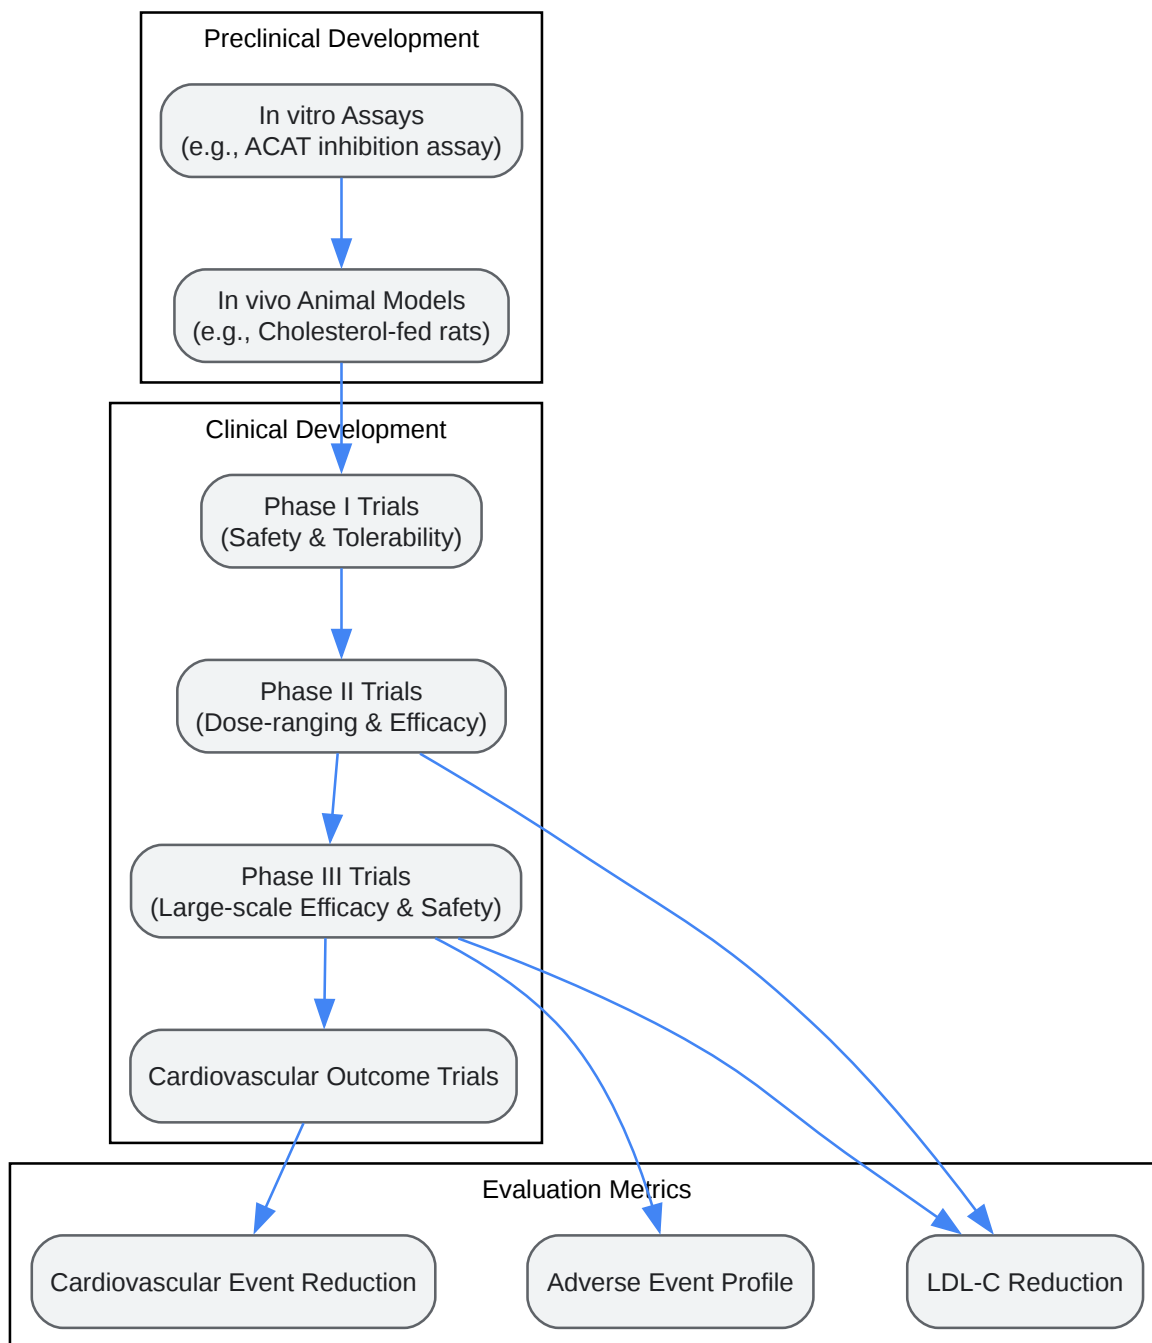 Preclinical Development
In vitro Assays
(e.g., ACAT inhibition assay)
In vivo Animal Models
(e.g., Cholesterol-fed rats)
Clinical Development
Phase I Trials
(Safety & Tolerability)
Phase II Trials
(Dose-ranging & Efficacy)
Phase III Trials
(Large-scale Efficacy & Safety)
Cardiovascular Outcome Trials
Evaluation Metrics
Cardiovascular Event Reduction
Adverse Event Profile
LDL-C Reduction